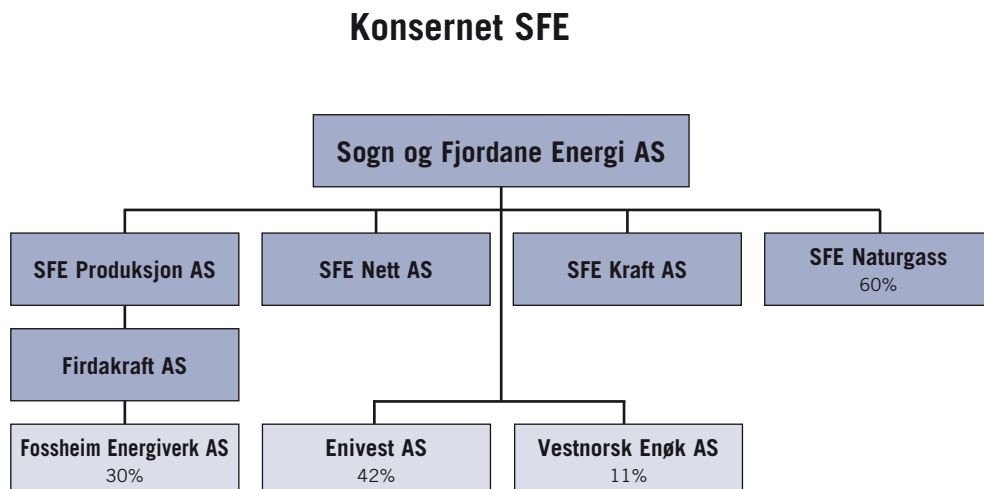 Konsernet SFE
Sogn og Fjordane Energi AS
SFE Produksjon AS
SFE Nett AS
SFE Kraft AS
SFE Naturgass
60%
Firdakraft AS
Fossheim Energiverk AS
30%
Enivest AS
42%
Vestnorsk Enøk AS
11%